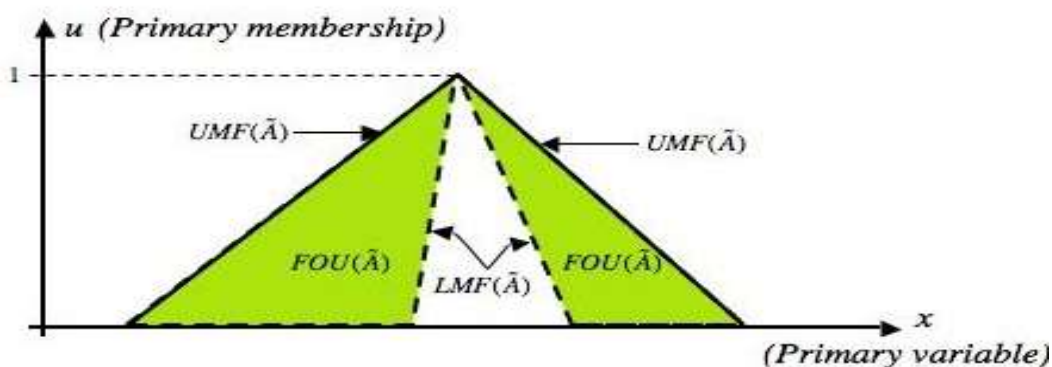 u (Primary membership)
1
UMF(Ã)
UMF(Ã)
FOU(Ã)
LMF(Ã)
FOU(Ã)
x
(Primary variable)